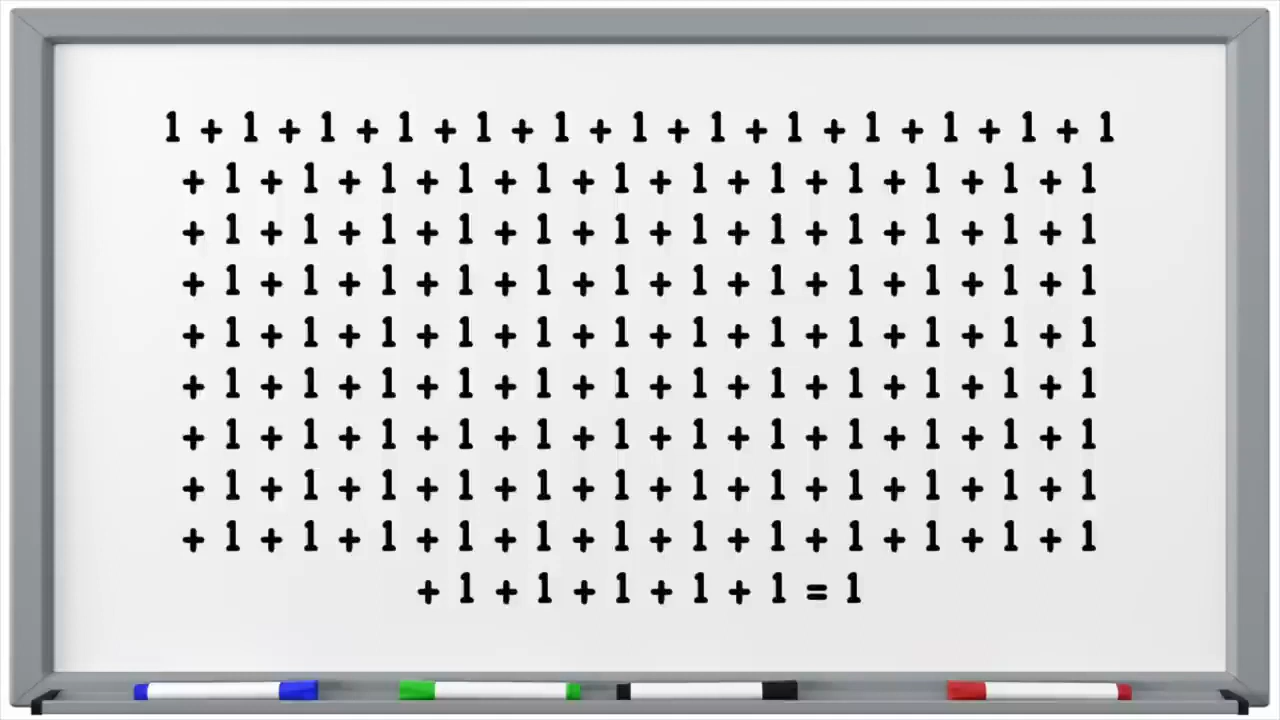 1 + 1 + 1 + 1 + 1 + 1 + 1 + 1 + 1 + 1 + 1 + 1 + 1
+ 1 + 1 + 1 + 1 + 1 + 1 + 1 + 1 + 1 + 1 + 1 + 1
+ 1 + 1 + 1 + 1 + 1 + 1 + 1 + 1 + 1 + 1 + 1 + 1
+ 1 + 1 + 1 + 1 + 1 + 1 + 1 + 1 + 1 + 1 + 1 + 1
+ 1 + 1 + 1 + 1 + 1 + 1 + 1 + 1 + 1 + 1 + 1 + 1
+ 1 + 1 + 1 + 1 + 1 + 1 + 1 + 1 + 1 + 1 + 1 + 1
+ 1 + 1 + 1 + 1 + 1 + 1 + 1 + 1 + 1 + 1 + 1 + 1
+ 1 + 1 + 1 + 1 + 1 + 1 + 1 + 1 + 1 + 1 + 1 + 1
+ 1 + 1 + 1 + 1 + 1 + 1 + 1 + 1 + 1 + 1 + 1 + 1
+ 1 + 1 + 1 + 1 + 1 = 1